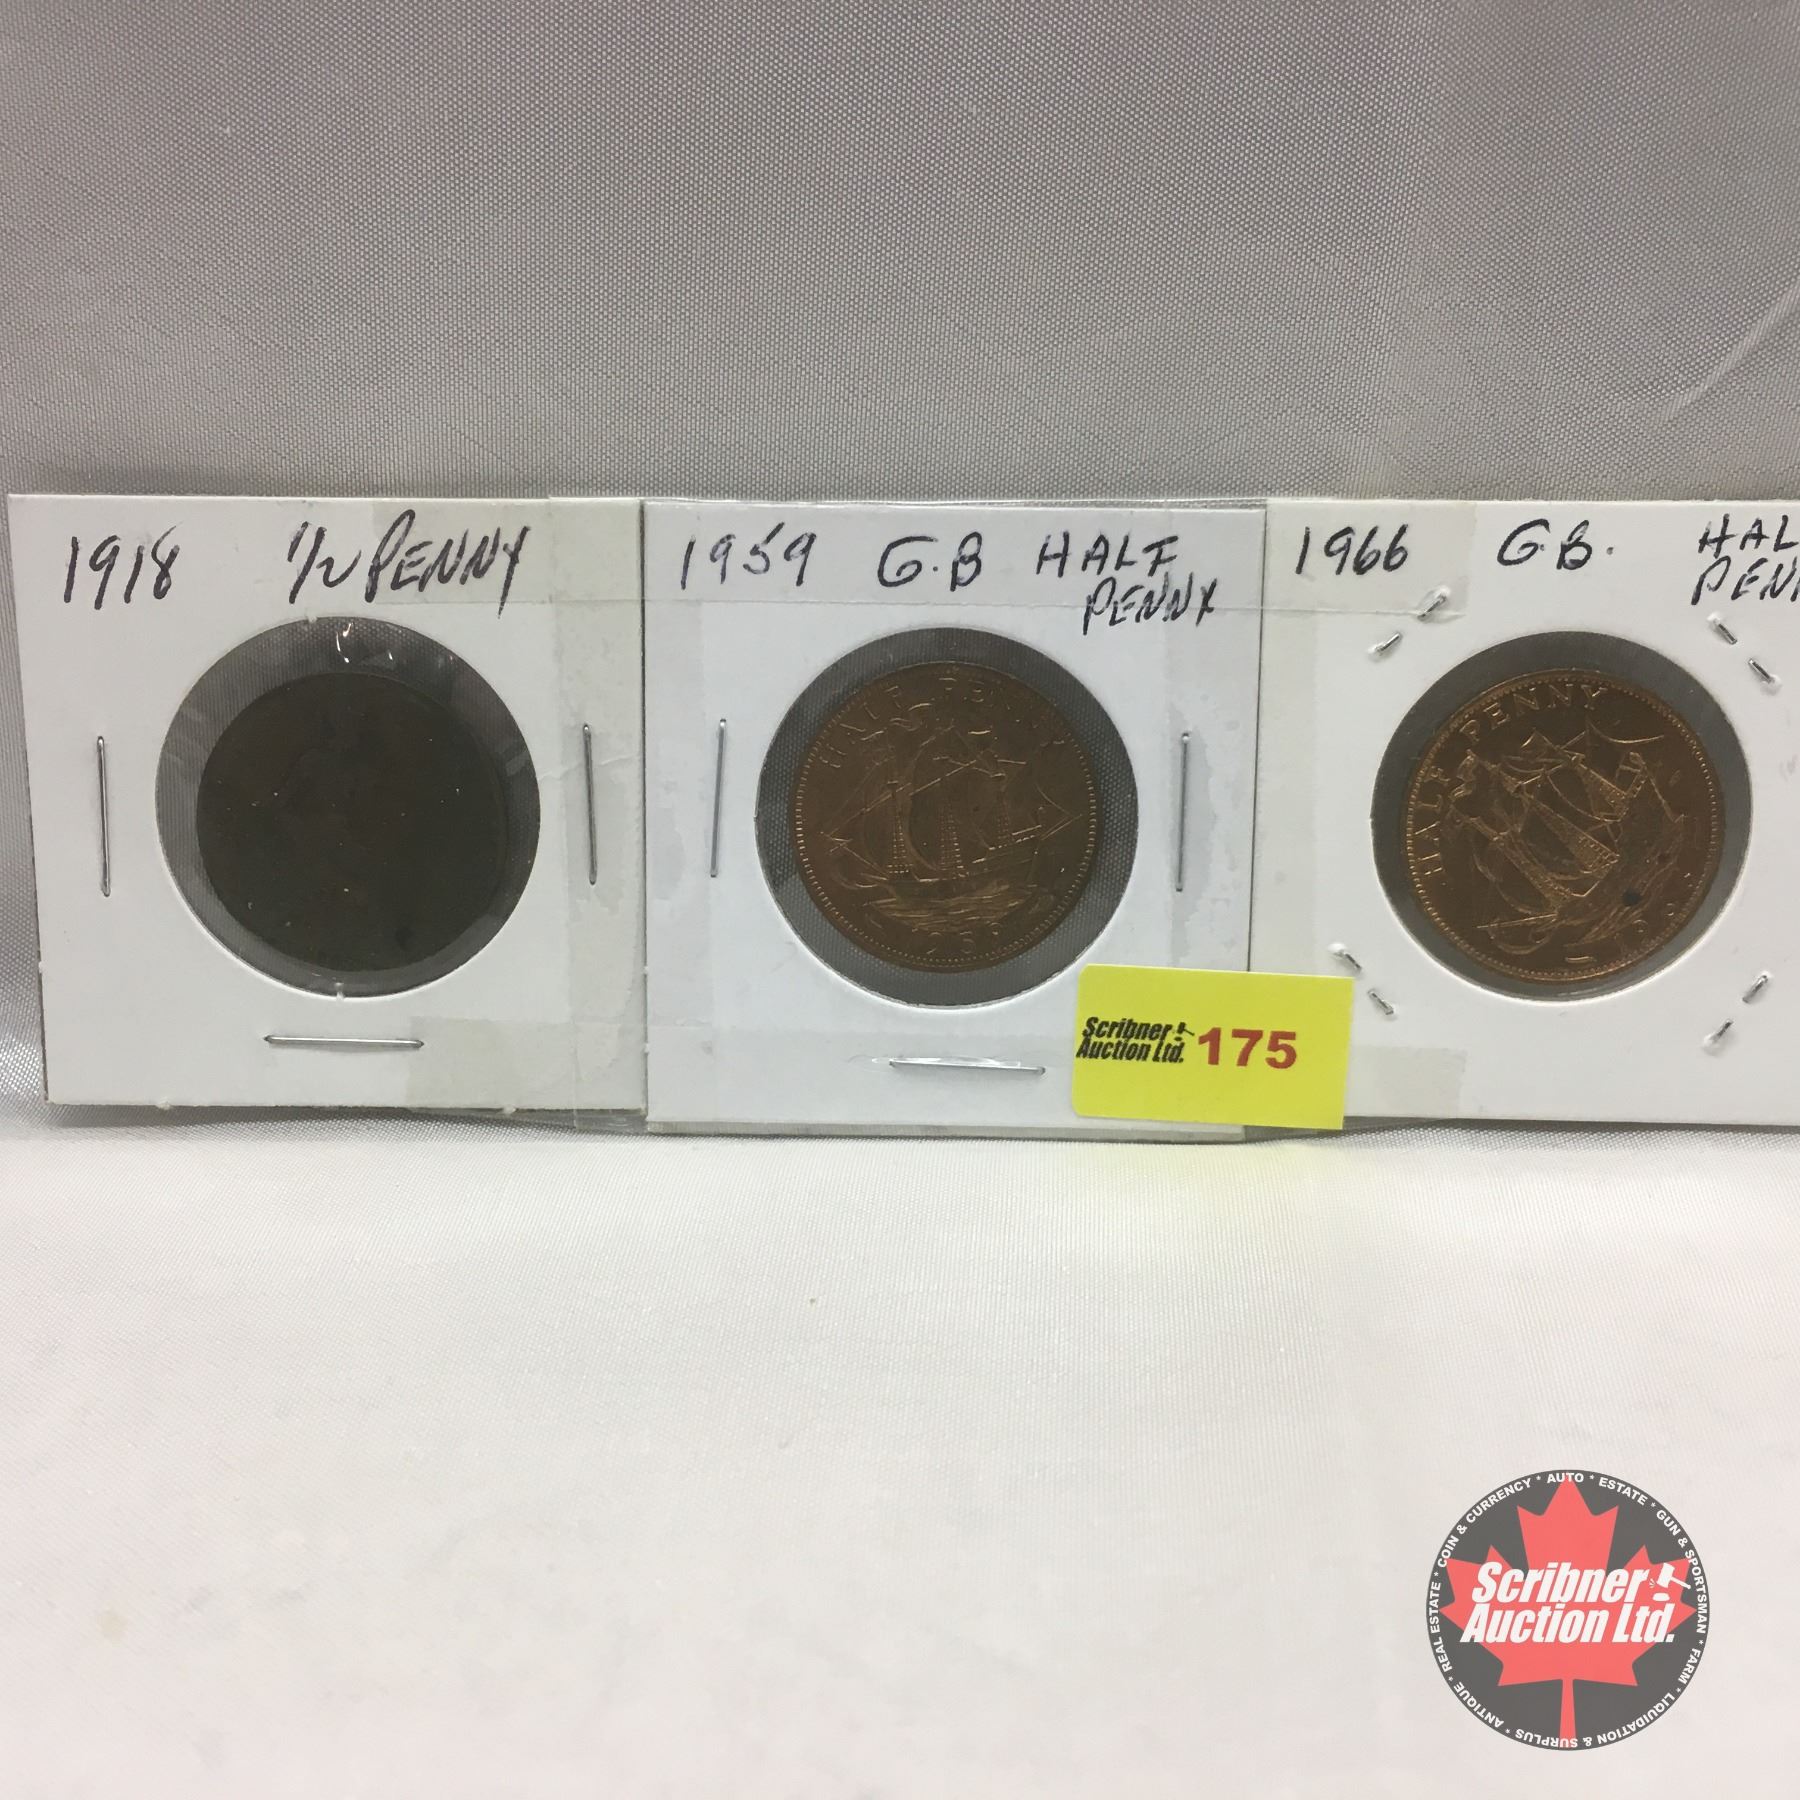 1918 1/2 PENNY
1959 G.B HALF
PENNY
1966 G.B. HAL
PEN
HALF PENNY
1959
HALF PENNY
Scribner
Auction Ltd. 175
COIN & CURRENCY * AUTO * ESTATE * GUN & SPORTSMAN * FARM * LIQUIDATION & SURPLUS * ANTIQUE * REAL ESTATE *
Scribner
Auction Ltd.